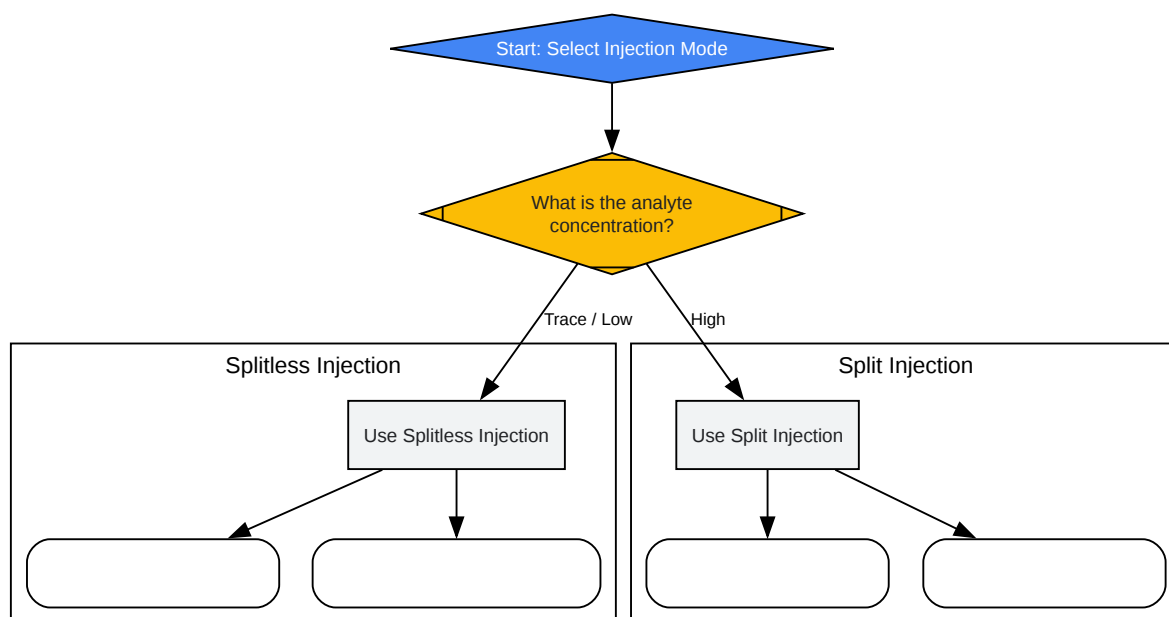 Start: Select Injection Mode
What is the analyte
concentration?
Trace / Low
High
Splitless Injection
Split Injection
Use Splitless Injection
Use Split Injection